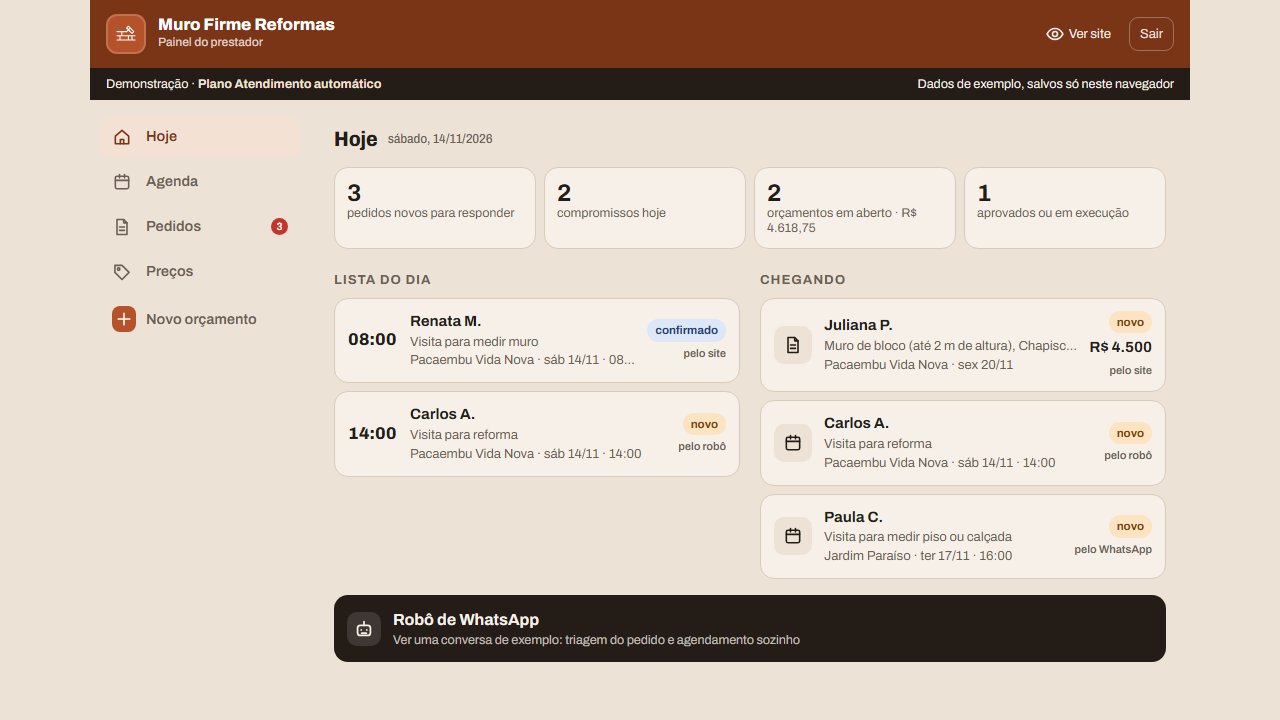 Muro Firme Reformas
Painel do prestador
Ver site
Sair
Demonstração · Plano Atendimento automático
Dados de exemplo, salvos só neste navegador
Hoje
Agenda
Pedidos
3
Preços
Novo orçamento
Hoje
sábado, 14/11/2026
3
pedidos novos para responder
2
compromissos hoje
2
orçamentos em aberto · R$
4.618,75
1
aprovados ou em execução
LISTA DO DIA
08:00
Renata M.
Visita para medir muro
Pacaembu Vida Nova · sáb 14/11 · 08...
confirmado
pelo site
14:00
Carlos A.
Visita para reforma
Pacaembu Vida Nova · sáb 14/11 · 14:00
novo
pelo robô
CHEGANDO
Juliana P.
Muro de bloco (até 2 m de altura), Chapisc...
Pacaembu Vida Nova · sex 20/11
novo
R$ 4.500
pelo site
Carlos A.
Visita para reforma
Pacaembu Vida Nova · sáb 14/11 · 14:00
novo
pelo robô
Paula C.
Visita para medir piso ou calçada
Jardim Paraíso · ter 17/11 · 16:00
novo
pelo WhatsApp
Robô de WhatsApp
Ver uma conversa de exemplo: triagem do pedido e agendamento sozinho